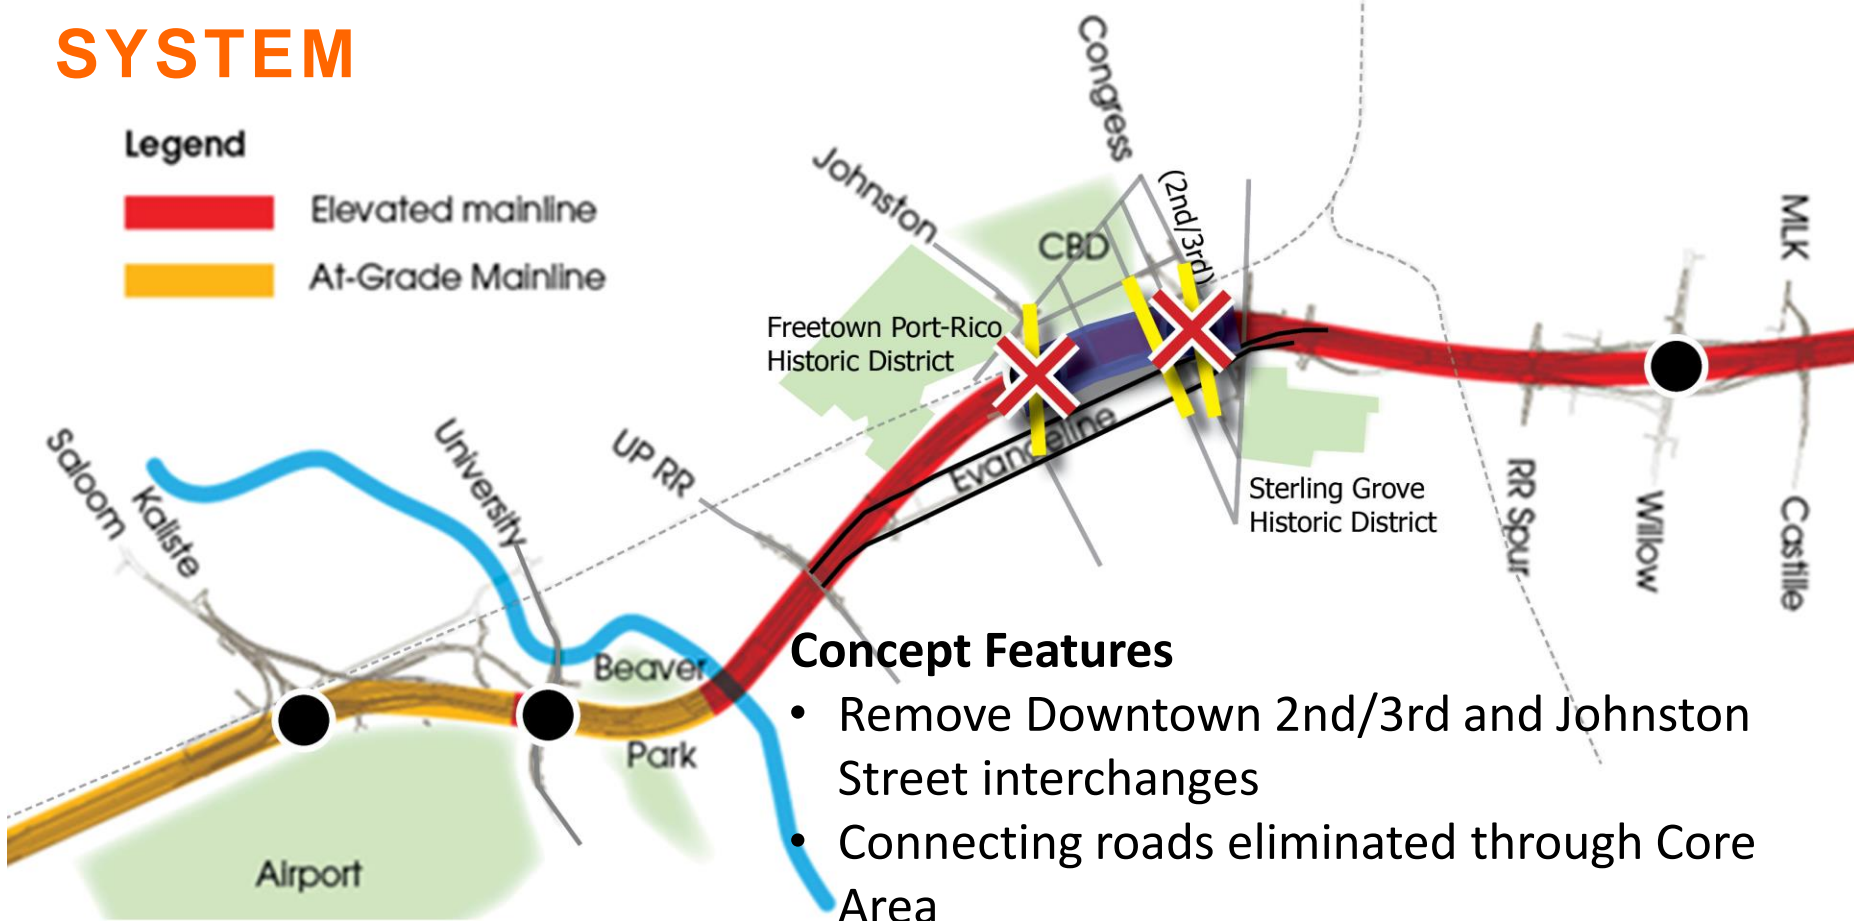 SYSTEM
Legend
Elevated mainline
At-Grade Mainline
Congress
Johnston
(2nd/3rd)
CBD
MLK
Freetown Port-Rico
Historic District
Evangeline
University
UP RR
Saloom
Kaliste
Sterling Grove
Historic District
RR Spur
Willow
Castille
Beaver
Park
Airport
Concept Features
• Remove Downtown 2nd/3rd and Johnston
Street interchanges
• Connecting roads eliminated through Core
Area